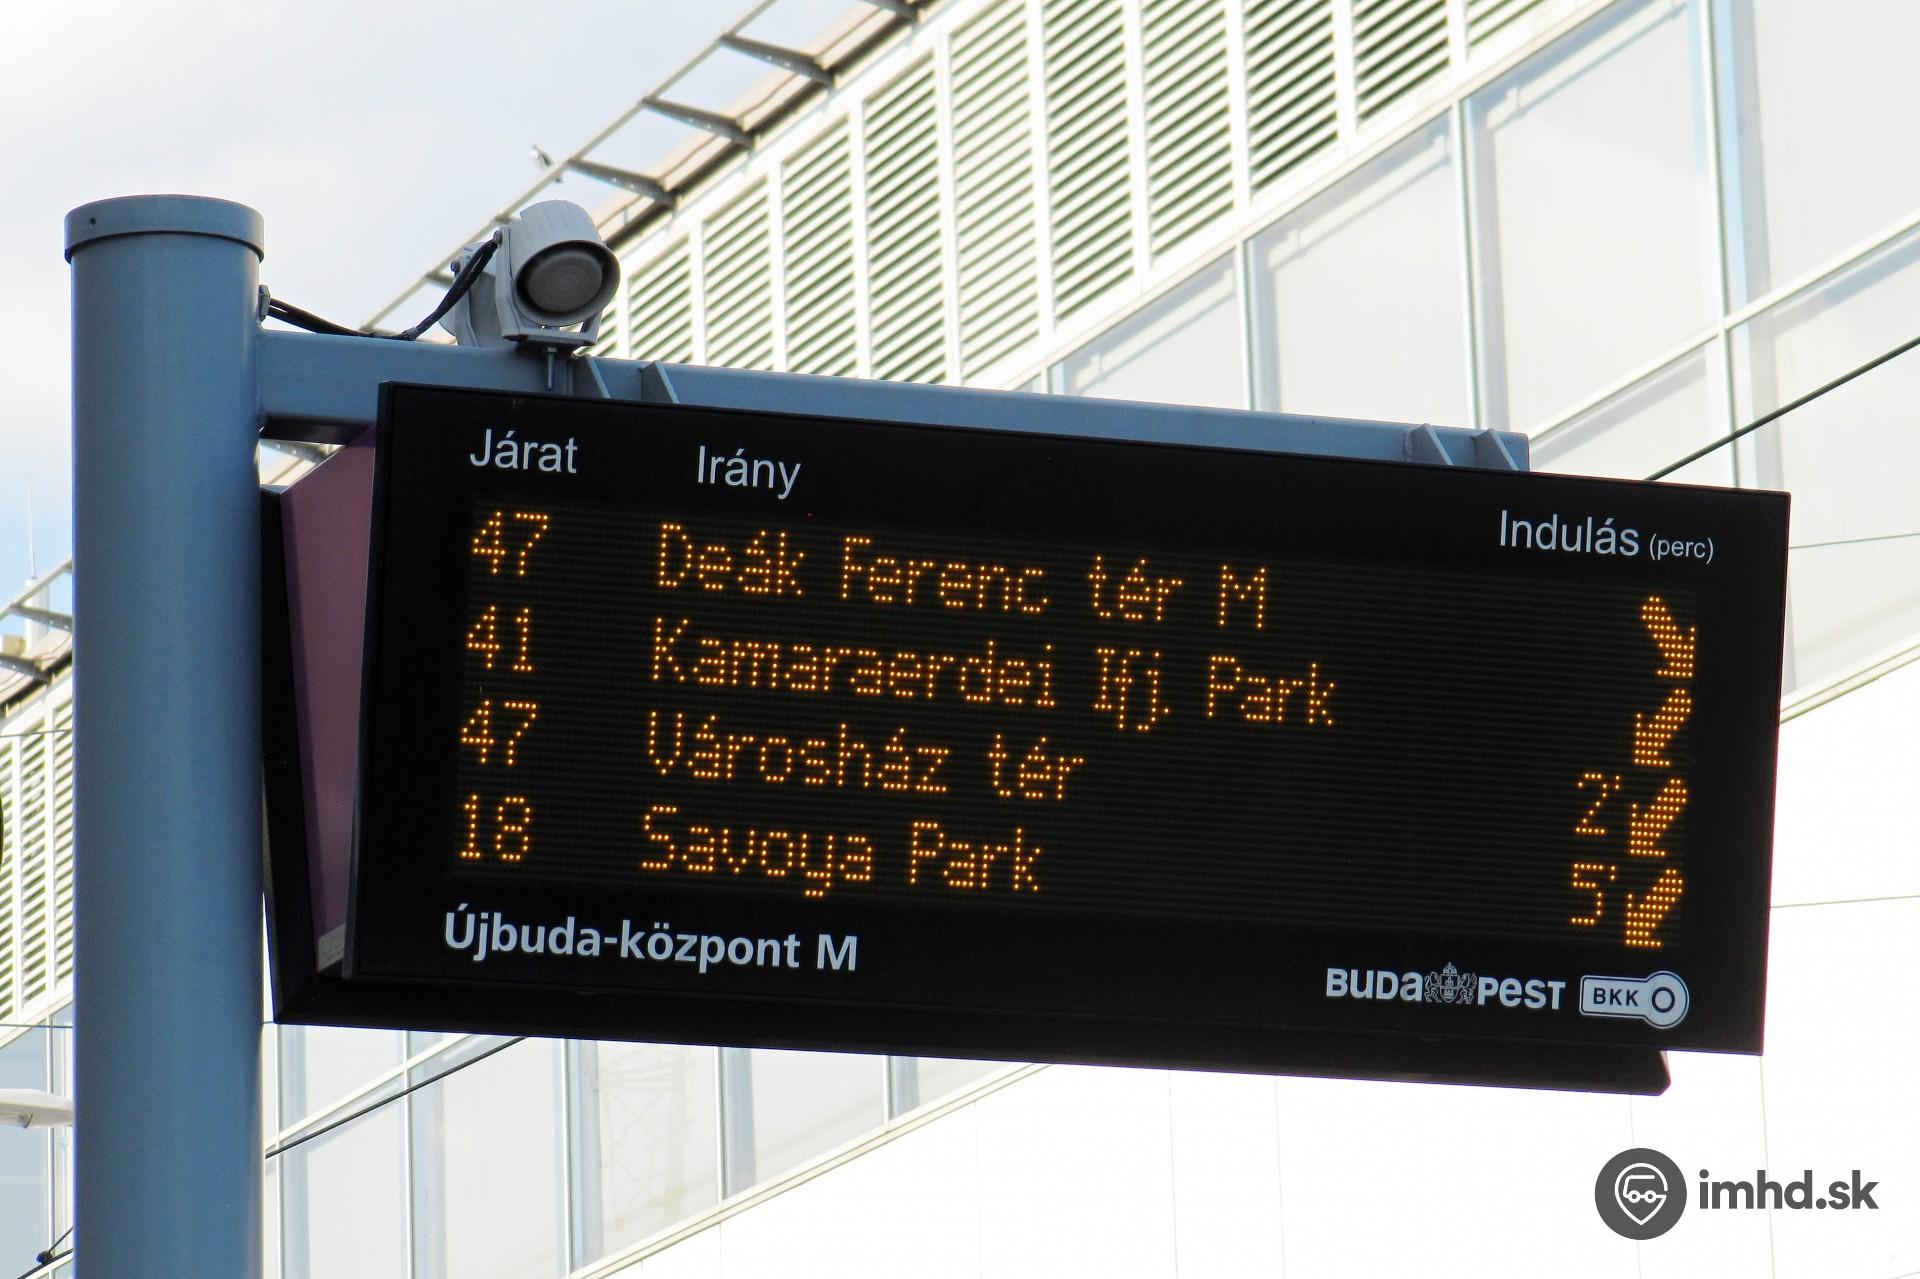 Járat Irány Indulás (perc)
47 Deák Ferenc tér M
41 Kamaraerdei Ifj. Park
47 Városház tér 2'
18 Savoya Park 5'
Újbuda-központ M
BUDAPEST BKK
imhd.sk